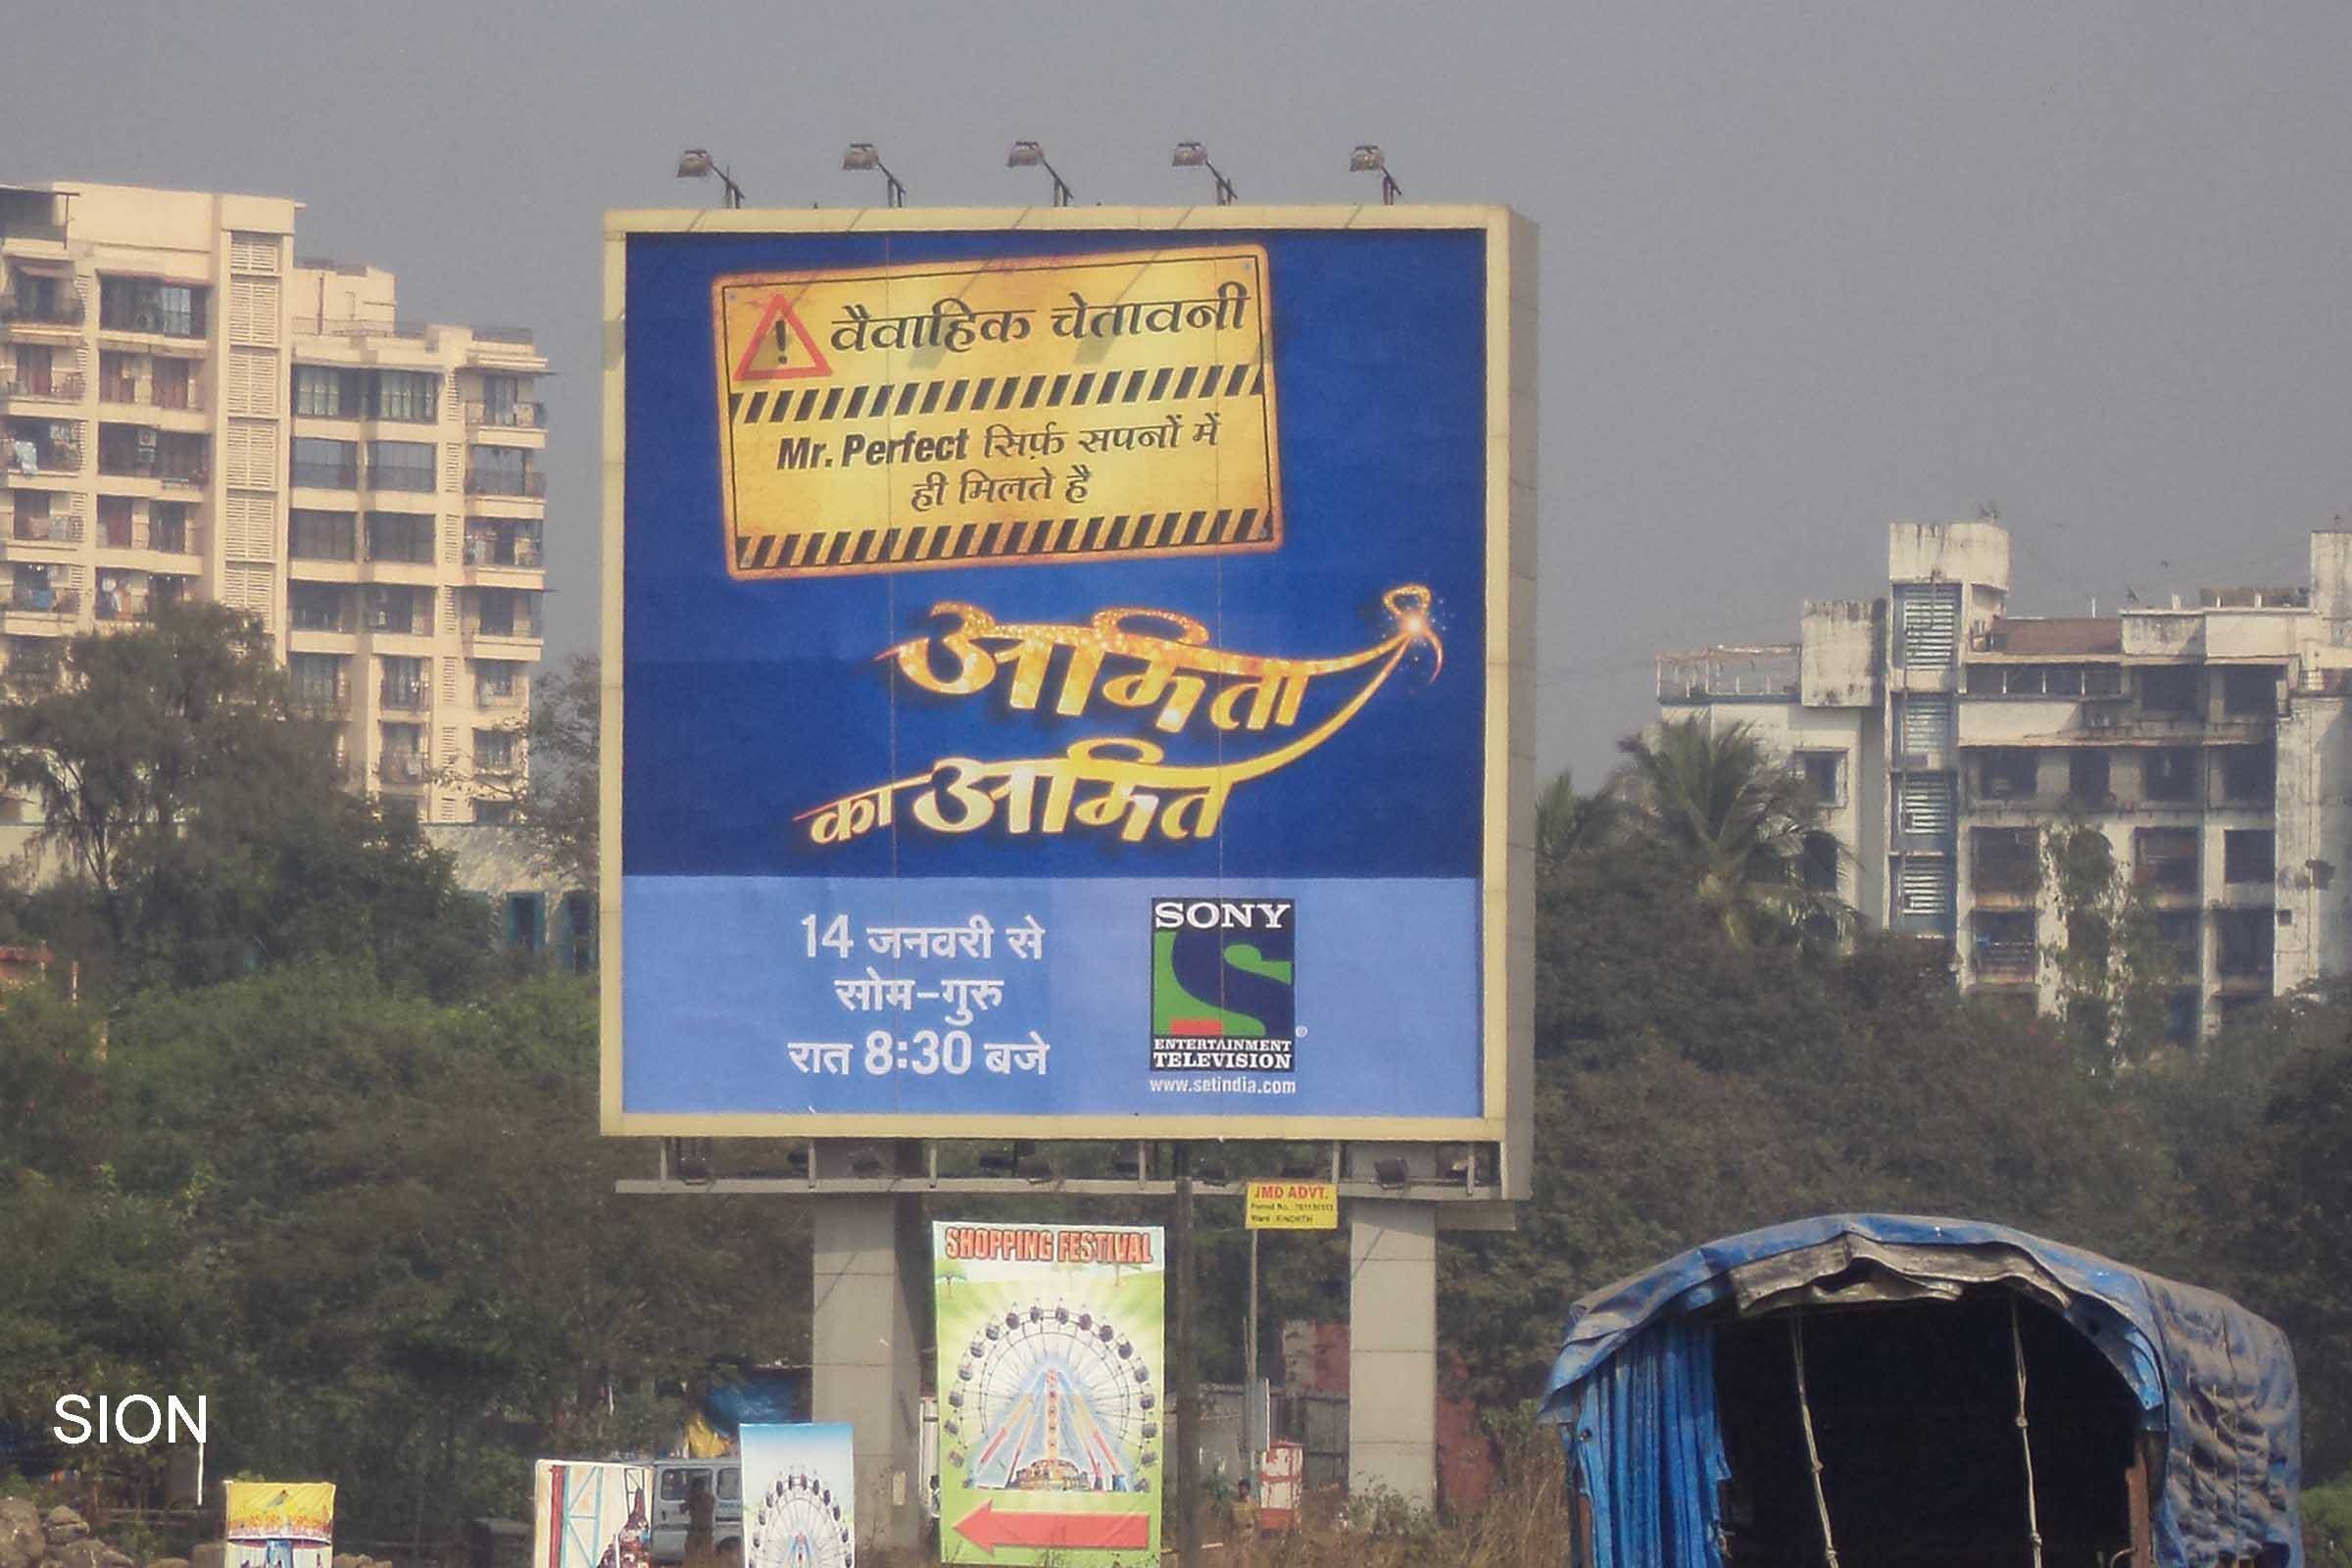 वैवाहिक चेतावनी
Mr. Perfect सिर्फ़ सपनों में
ही मिलते है
अमिता
का अमित
14 जनवरी से
सोम-गुरु
रात 8:30 बजे
SONY
ENTERTAINMENT
TELEVISION
www.setindia.com
JMD ADVT.
SHOPPING FESTIVAL
SION